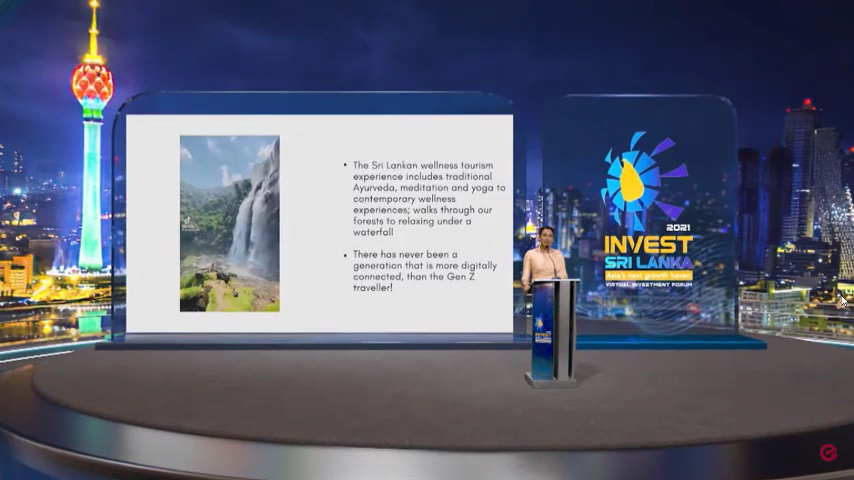 • The Sri Lankan wellness tourism
experience includes traditional
Ayurveda, meditation and yoga to
contemporary wellness
experiences; walks through our
forests to relaxing under a
waterfall
• There has never been a
generation that is more digitally
connected, than the Gen Z
traveller!
2021
INVEST
SRI LANKA
Asia's next growth haven
VIRTUAL INVESTMENT FORUM